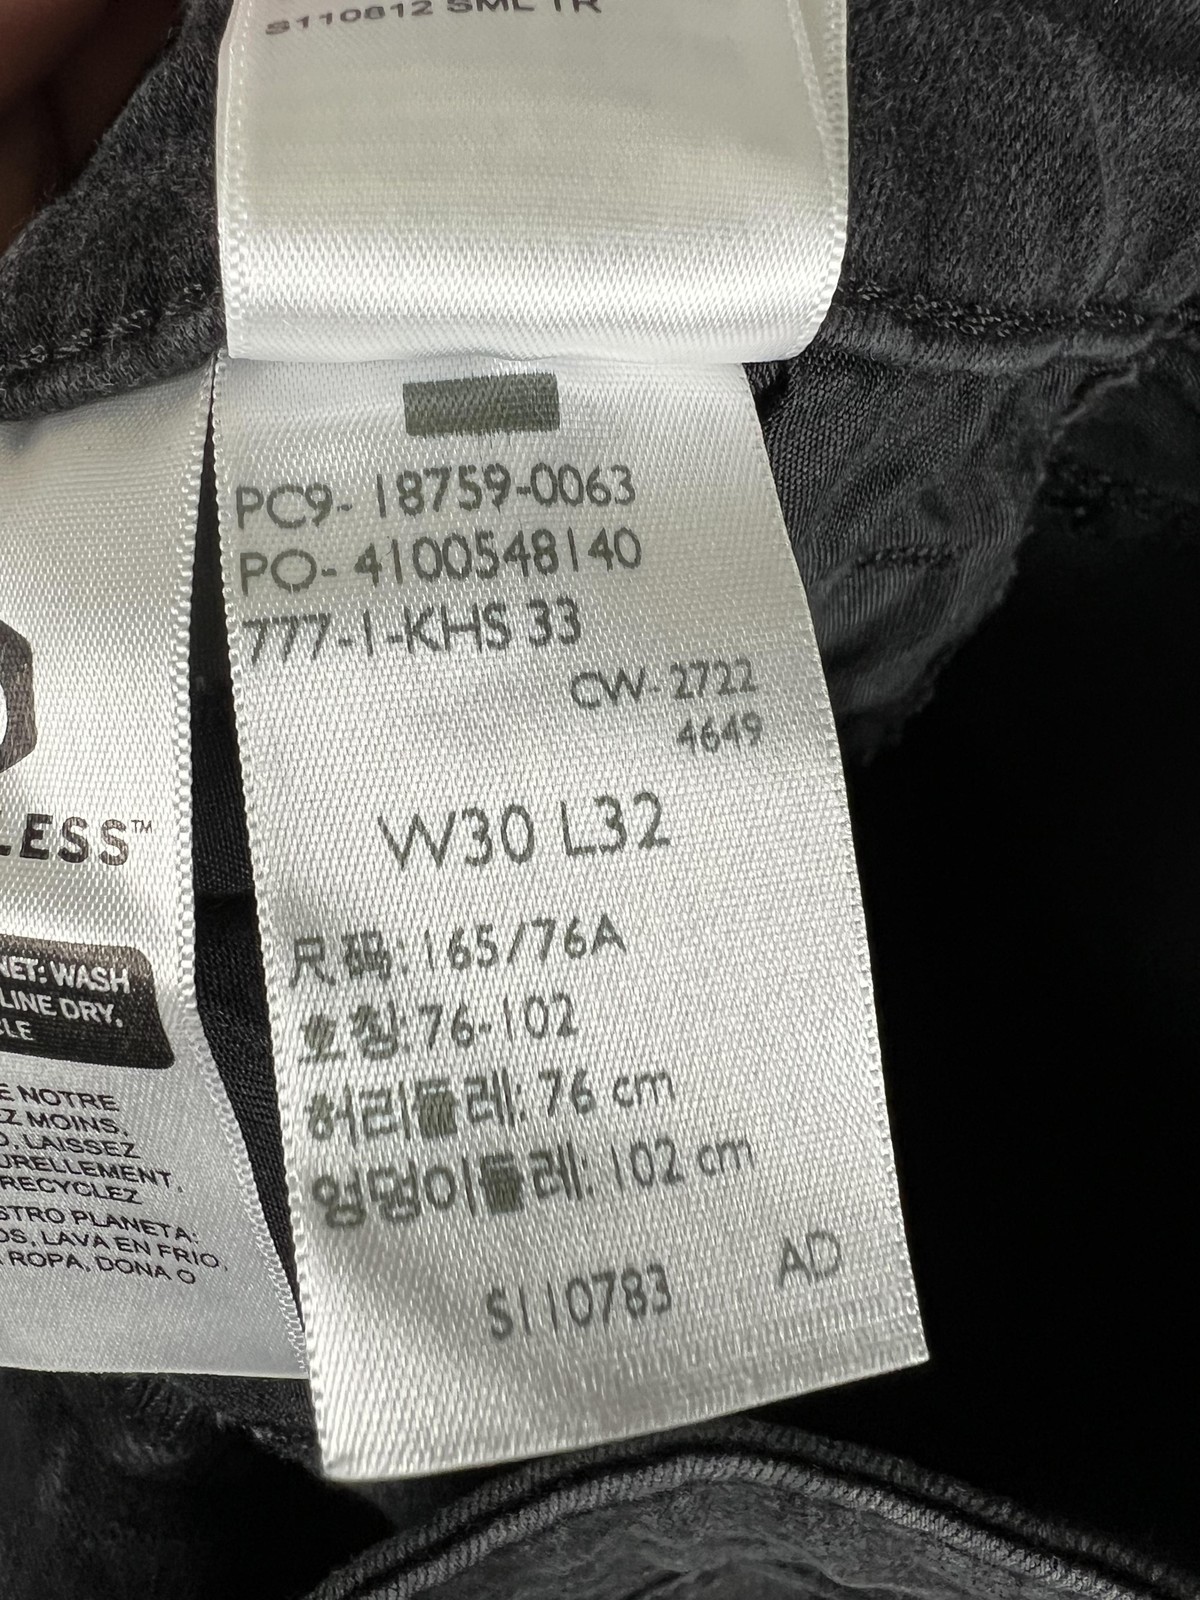 S110812 SML TR
PC9- 18759-0063
PO- 4100548140
777-1-KHS 33
CW- 2722
4649
W30 L32
尺码: 165/76A
호칭: 76-102
허리둘레: 76 cm
엉덩이둘레: 102 cm
S110783 AD
LESS™
NET: WASH
LINE DRY,
CLE
E NOTRE
EZ MOINS,
D, LAISSEZ
URELLEMENT,
RECYCLEZ
STRO PLANETA:
OS, LAVA EN FRIO,
ROPA, DONA O